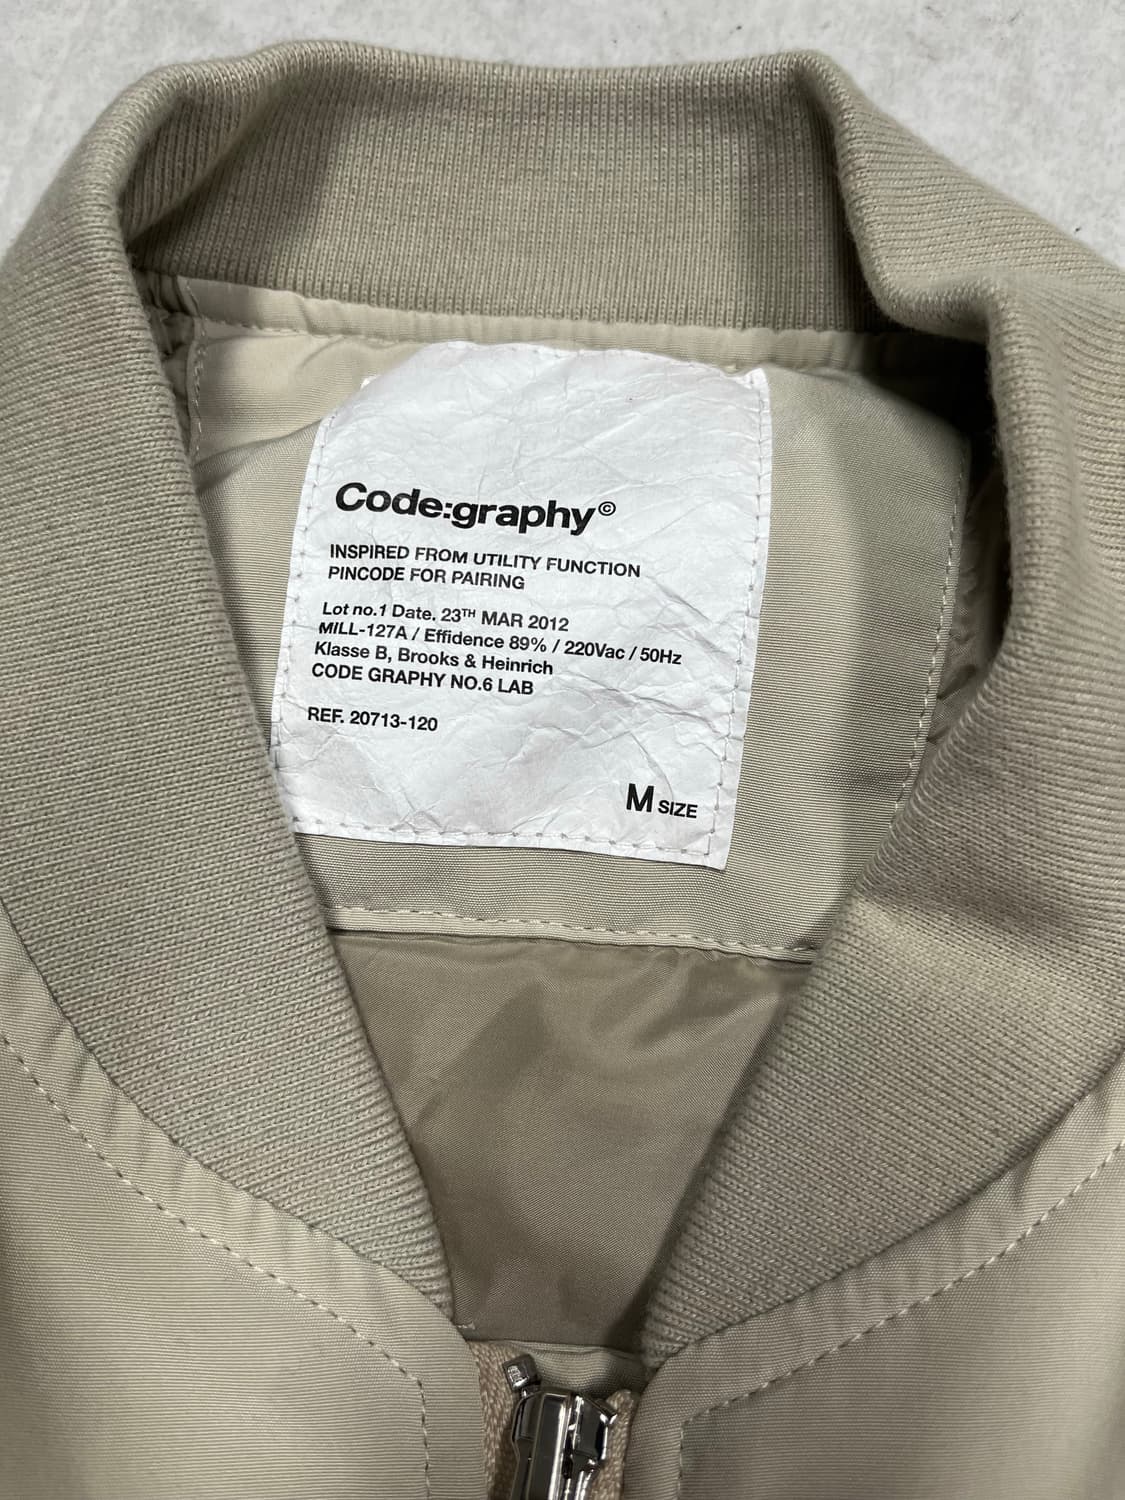 Code:graphy©
INSPIRED FROM UTILITY FUNCTION
PINCODE FOR PAIRING
Lot no.1 Date. 23TH MAR 2012
MILL-127A / Effidence 89% / 220Vac / 50Hz
Klasse B, Brooks & Heinrich
CODE GRAPHY NO.6 LAB
REF. 20713-120
M SIZE